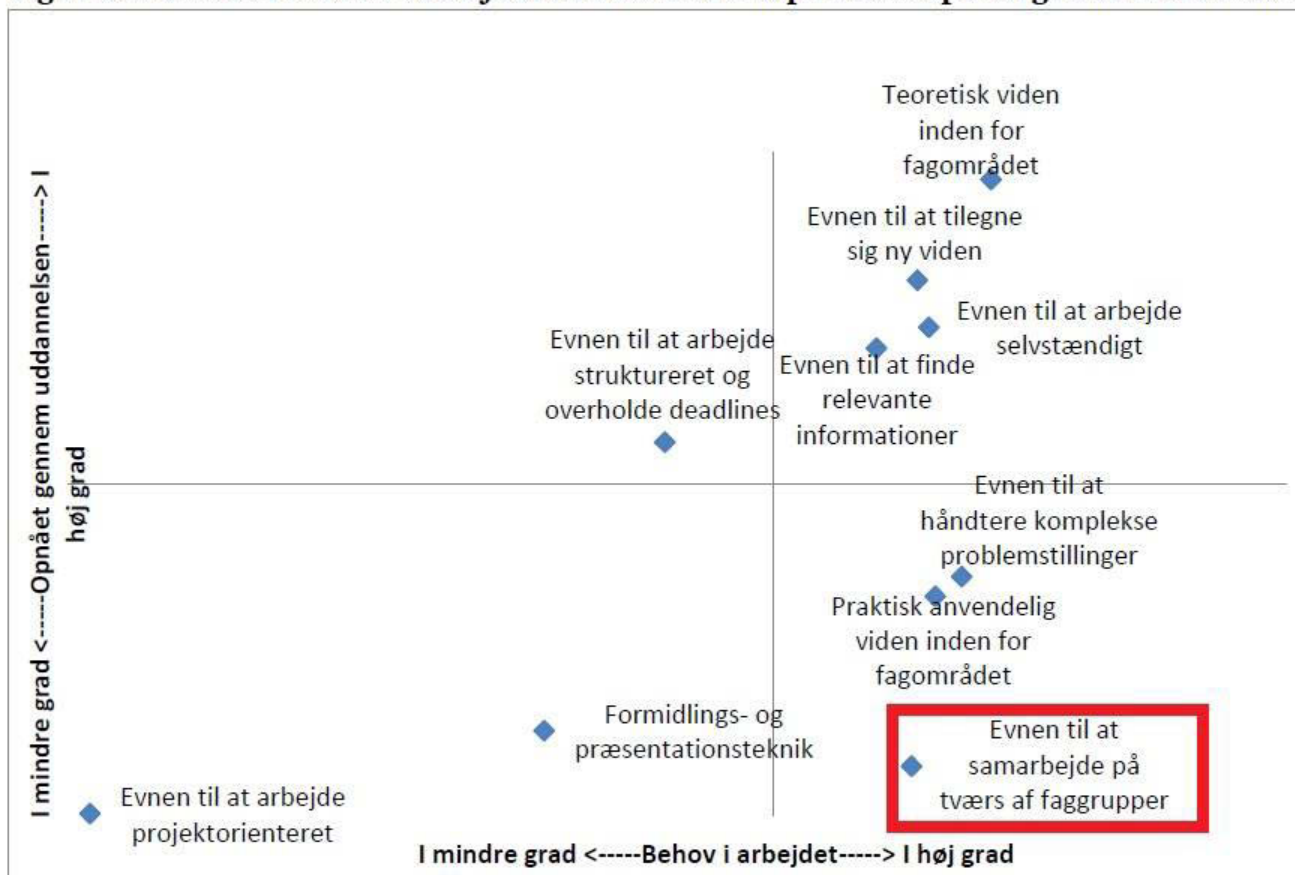 Teoretisk viden
inden for
fagområdet
Evnen til at tilegne
sig ny viden
Evnen til at arbejde
selvstændigt
Evnen til at arbejde
struktureret og
overholde deadlines
Evnen til at finde
relevante
informationer
I mindre grad <-----Opnået gennem uddannelsen-----> I
høj grad
Evnen til at
håndtere komplekse
problemstillinger
Praktisk anvendelig
viden inden for
fagområdet
Formidlings- og
præsentationsteknik
Evnen til at
samarbejde på
tværs af faggrupper
Evnen til at arbejde
projektorienteret
I mindre grad <-----Behov i arbejdet-----> I høj grad